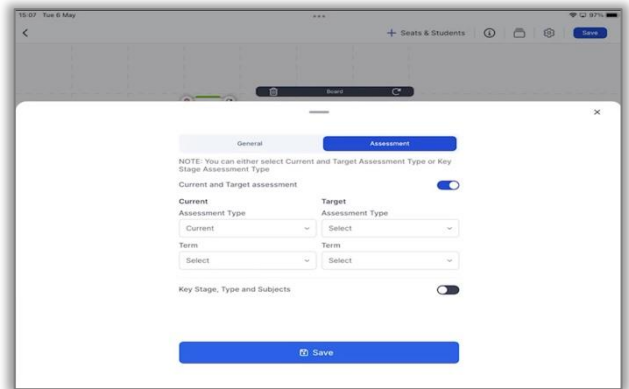 15:07 Tue 6 May
97%
+ Seats & Students
Save
Board
General Assessment
NOTE: You can either select Current and Target Assessment Type or Key
Stage Assessment Type
Current and Target assessment
Current Target
Assessment Type Assessment Type
Current Select
Term Term
Select Select
Key Stage, Type and Subjects
Save